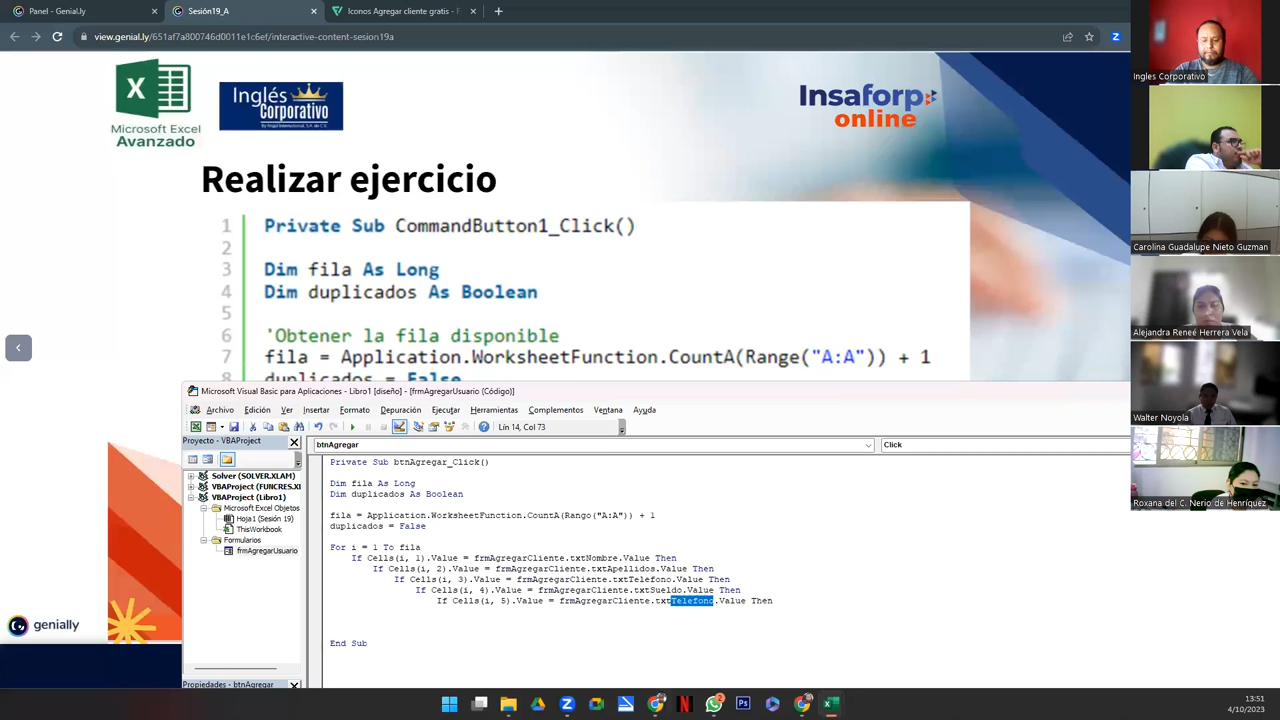 Panel - Genial.ly
Sesión19_A
Iconos Agregar cliente gratis - F
view.genial.ly/651af7a800746d0011e1c6ef/interactive-content-sesion19a
Microsoft Excel
Avanzado
Inglés
Corporativo
Insaforp
online
Realizar ejercicio
1 Private Sub CommandButton1_Click()
2
3 Dim fila As Long
4 Dim duplicados As Boolean
5
6 'Obtener la fila disponible
7 fila = Application.WorksheetFunction.CountA(Range("A:A")) + 1
8 duplicados = False
Microsoft Visual Basic para Aplicaciones - Libro1 [diseño] - [frmAgregarUsuario (Código)]
Archivo Edición Ver Insertar Formato Depuración Ejecutar Herramientas Complementos Ventana Ayuda
Lín 14, Col 73
Proyecto - VBAProject
btnAgregar
Click
Solver (SOLVER.XLAM)
VBAProject (FUNCRES.XL
VBAProject (Libro1)
Microsoft Excel Objetos
Hoja1 (Sesión 19)
ThisWorkbook
Formularios
frmAgregarUsuario
Propiedades - btnAgregar
Private Sub btnAgregar_Click()
Dim fila As Long
Dim duplicados As Boolean
fila = Application.WorksheetFunction.CountA(Rango("A:A")) + 1
duplicados = False
For i = 1 To fila
If Cells(i, 1).Value = frmAgregarCliente.txtNombre.Value Then
If Cells(i, 2).Value = frmAgregarCliente.txtApellidos.Value Then
If Cells(i, 3).Value = frmAgregarCliente.txtTelefono.Value Then
If Cells(i, 4).Value = frmAgregarCliente.txtSueldo.Value Then
If Cells(i, 5).Value = frmAgregarCliente.txtTelefono.Value Then
End Sub
genially
Ingles Corporativo
Carolina Guadalupe Nieto Guzman
Alejandra Reneé Herrera Vela
Walter Noyola
Roxana del C. Nerio de Henríquez
2
13:51
4/10/2023